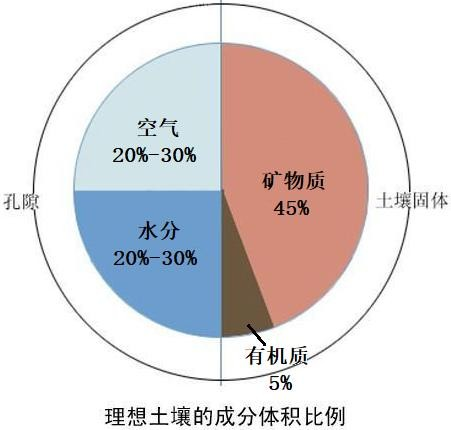 空气
20%-30%
矿物质
45%
孔隙
土壤固体
水分
20%-30%
有机质
5%
理想土壤的成分体积比例